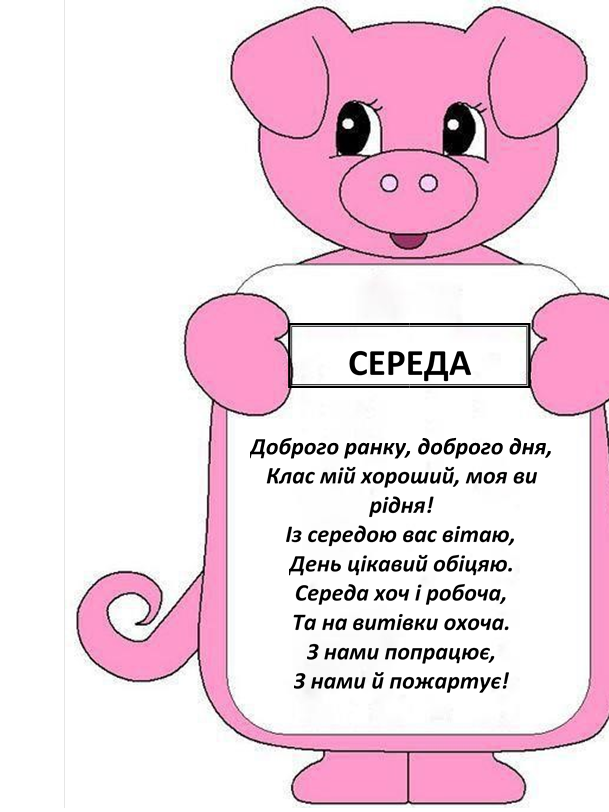 СЕРЕДА
Доброго ранку, доброго дня,
Клас мій хороший, моя ви
рідня!
Із середою вас вітаю,
День цікавий обіцяю.
Середа хоч і робоча,
Та на витівки охоча.
З нами попрацює,
З нами й пожартує!